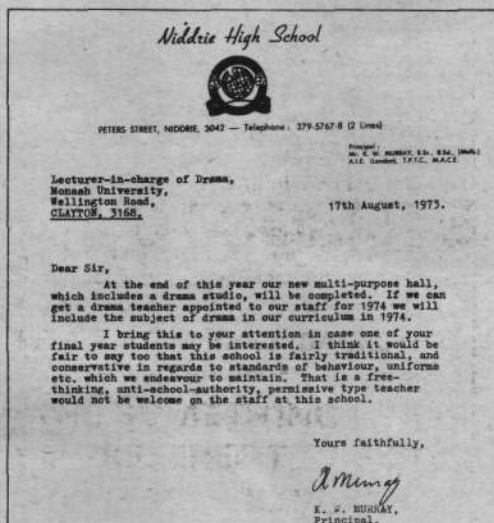 Niddrie High School
PETERS STREET, NIDDRIE, 3042 — Telephone: 379-5767-8 (2 Lines)
Principal:
Mr. K. W. MURRAY, B.Sc., B.Ed., (Melb.)
A.I.E. (London), T.P.T.C., M.A.C.E.
Lecturer-in-charge of Drama,
Monash University,
Wellington Road,
CLAYTON, 3168.
17th August, 1973.
Dear Sir,
At the end of this year our new multi-purpose hall,
which includes a drama studio, will be completed. If we can
get a drama teacher appointed to our staff for 1974 we will
include the subject of drama in our curriculum in 1974.
I bring this to your attention in case one of your
final year students may be interested. I think it would be
fair to say too that this school is fairly traditional, and
conservative in regards to standards of behaviour, uniforms
etc. which we endeavour to maintain. That is a free-
thinking, anti-school-authority, permissive type teacher
would not be welcome on the staff at this school.
Yours faithfully,
K. W. MURRAY,
Principal.